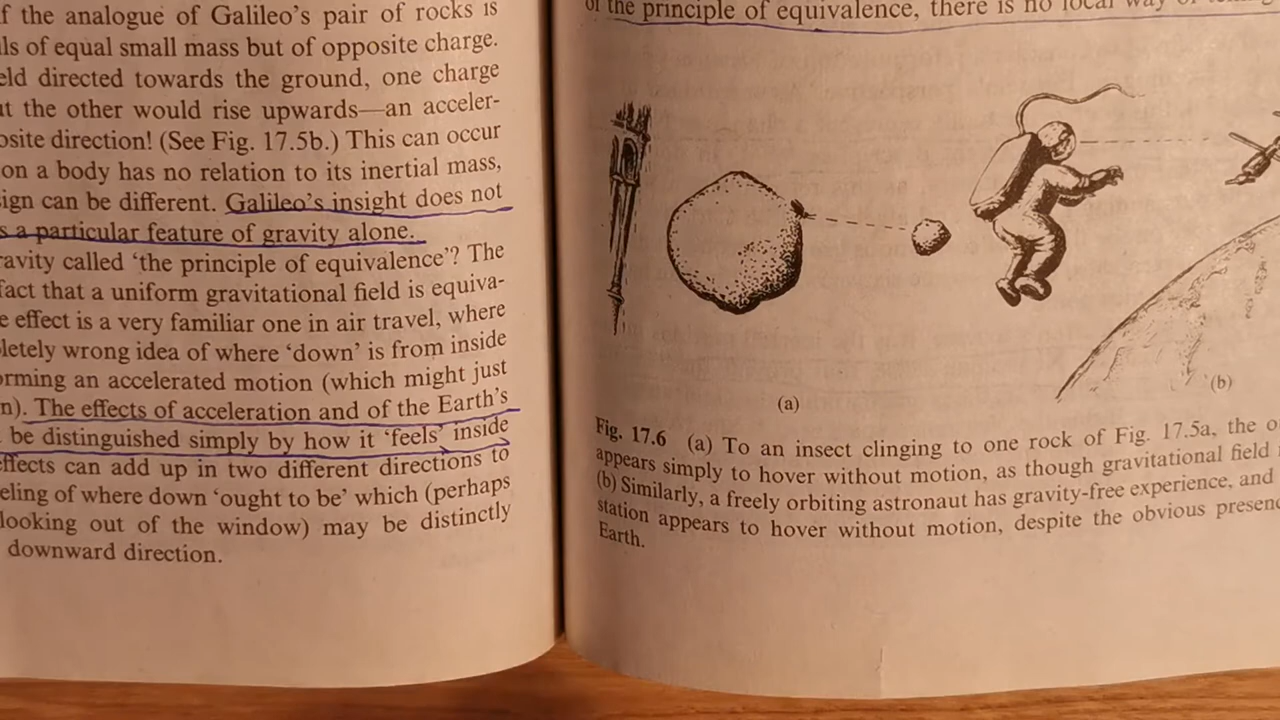 f the analogue of Galileo's pair of rocks is
ls of equal small mass but of opposite charge.
eld directed towards the ground, one charge
t the other would rise upwards—an acceler-
osite direction! (See Fig. 17.5b.) This can occur
on a body has no relation to its inertial mass,
ign can be different. Galileo's insight does not
s a particular feature of gravity alone.
ravity called 'the principle of equivalence'? The
fact that a uniform gravitational field is equiva-
e effect is a very familiar one in air travel, where
letely wrong idea of where 'down' is from inside
orming an accelerated motion (which might just
n). The effects of acceleration and of the Earth's
be distinguished simply by how it 'feels' inside
ffects can add up in two different directions to
eling of where down 'ought to be' which (perhaps
looking out of the window) may be distinctly
downward direction.
of the principle of equivalence, there is no local way of
(a)
(b)
Fig. 17.6 (a) To an insect clinging to one rock of Fig. 17.5a, the o
appears simply to hover without motion, as though gravitational field
(b) Similarly, a freely orbiting astronaut has gravity-free experience, and
station appears to hover without motion, despite the obvious presenc
Earth.